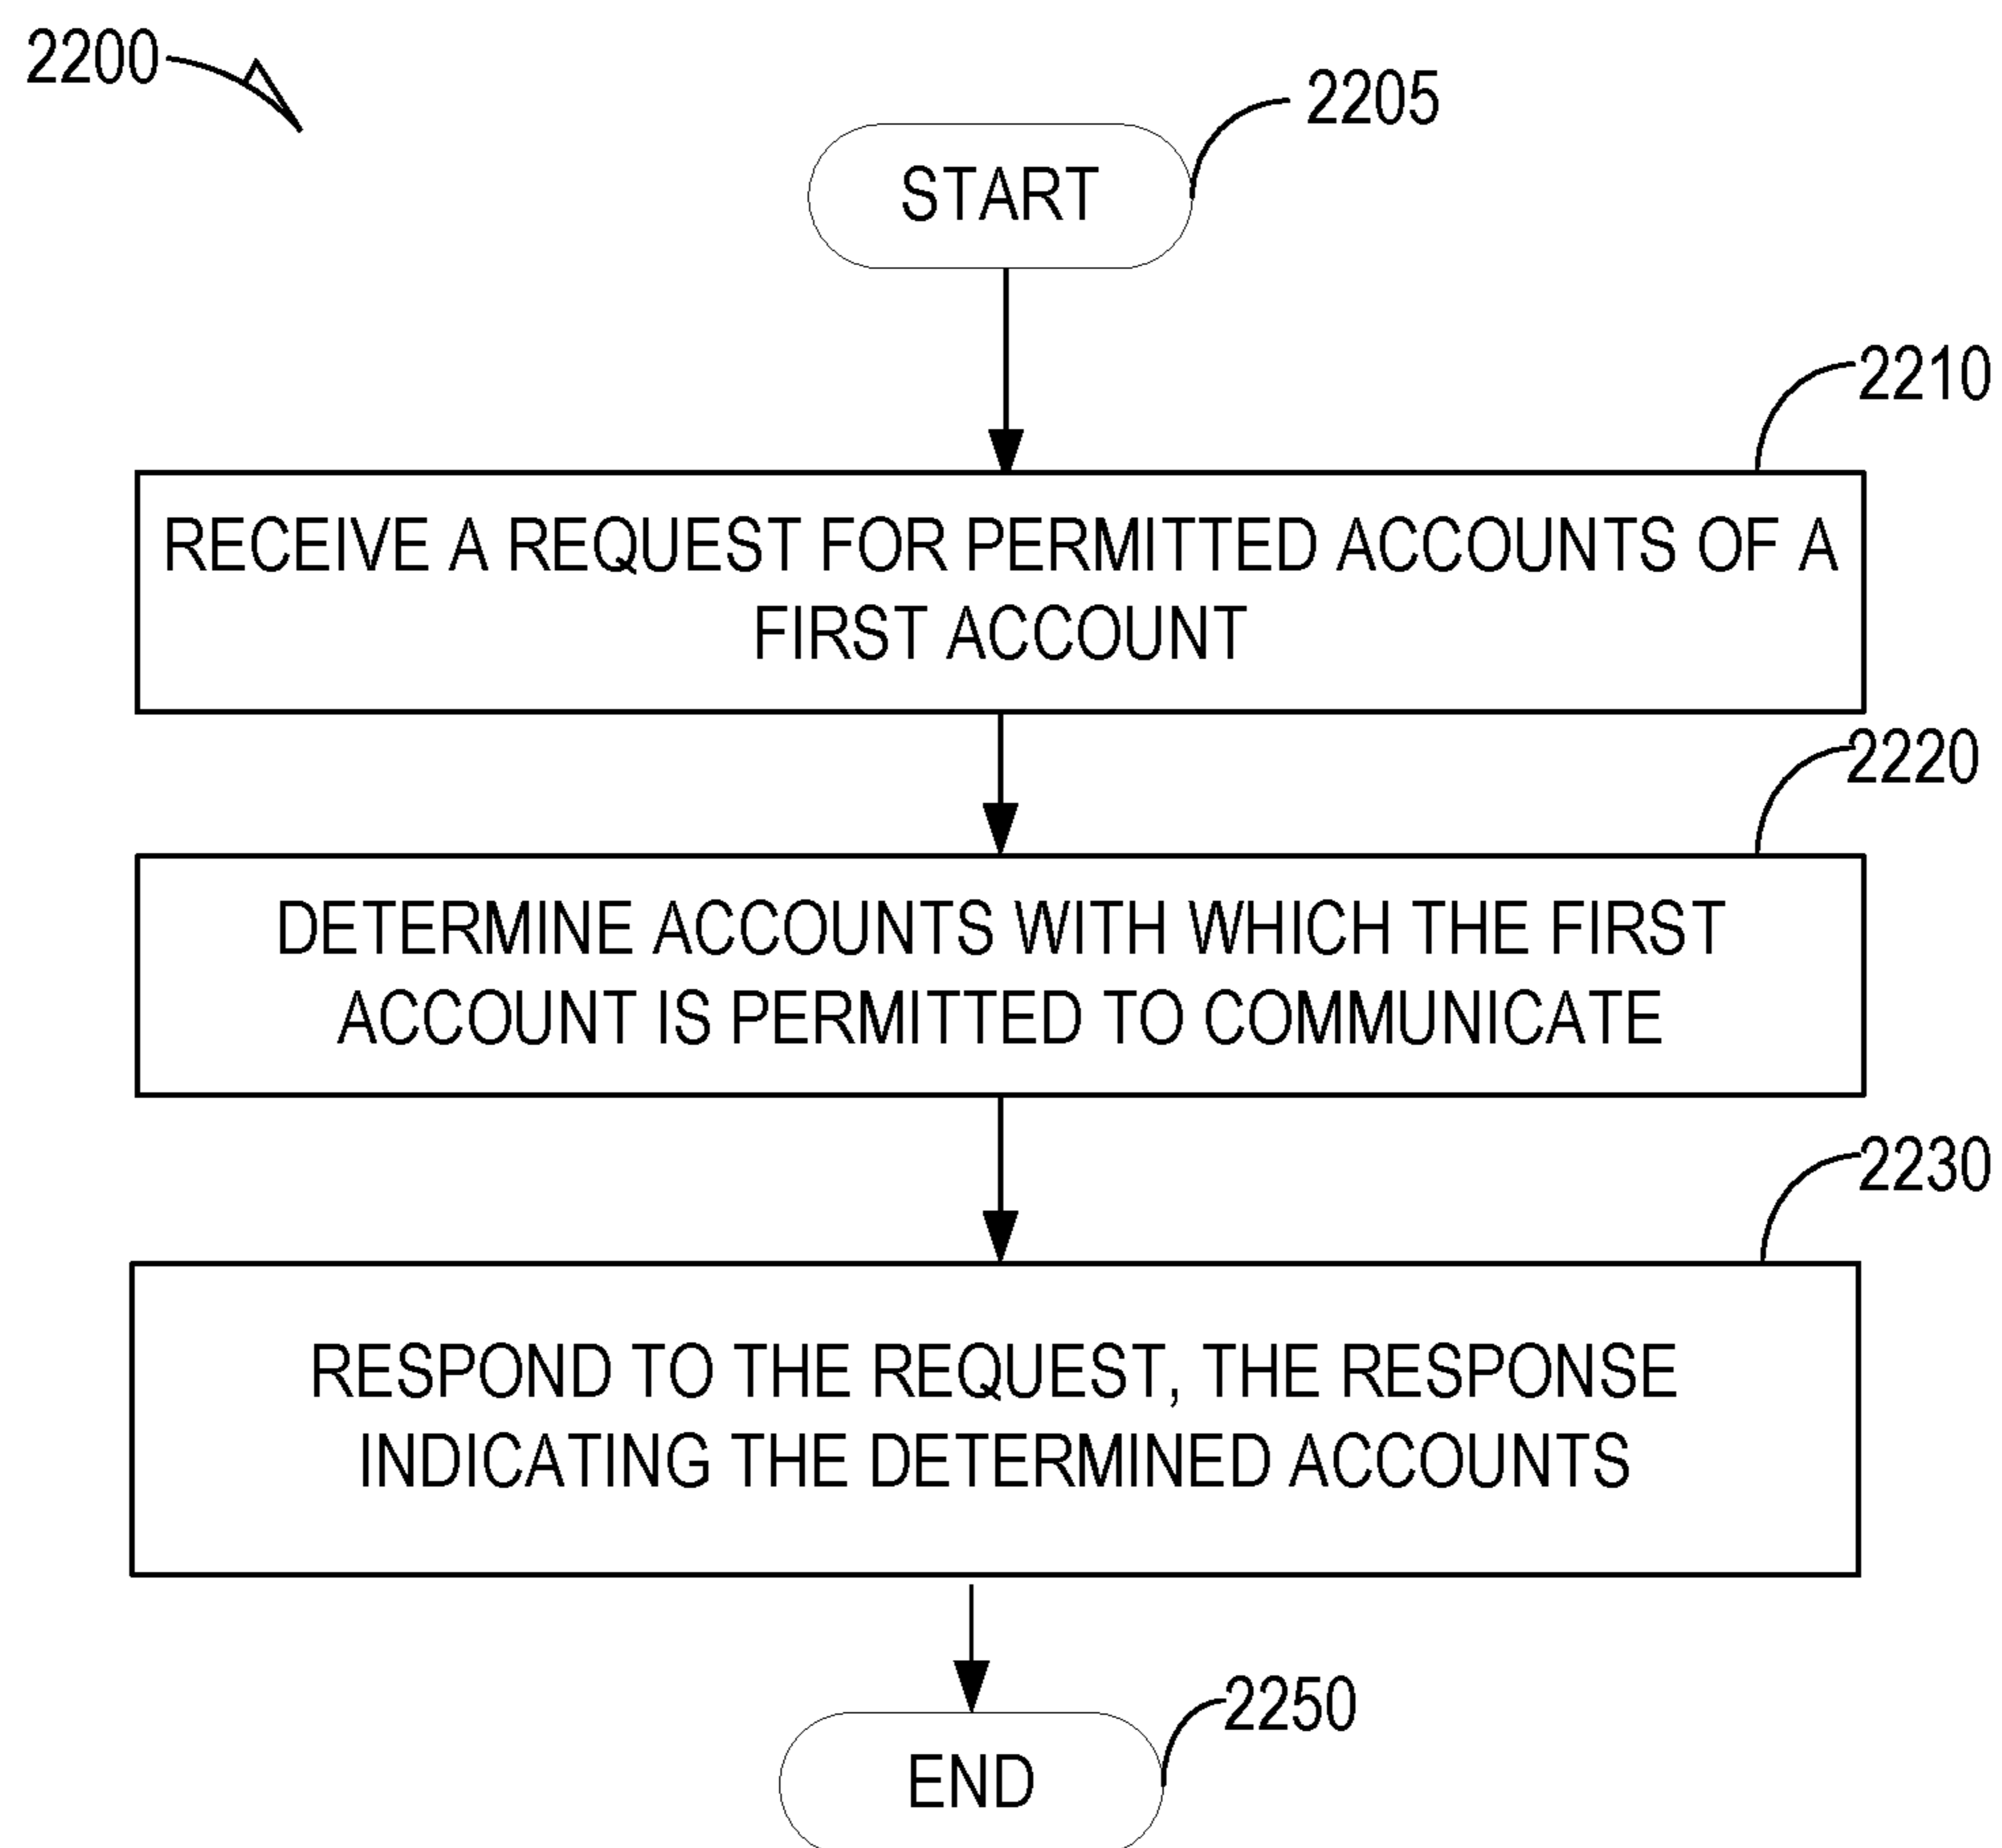 2200
2205
START
2210
RECEIVE A REQUEST FOR PERMITTED ACCOUNTS OF A
FIRST ACCOUNT
2220
DETERMINE ACCOUNTS WITH WHICH THE FIRST
ACCOUNT IS PERMITTED TO COMMUNICATE
2230
RESPOND TO THE REQUEST, THE RESPONSE
INDICATING THE DETERMINED ACCOUNTS
2250
END